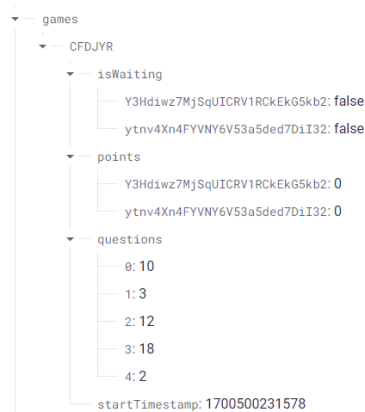 games
CFDJYR
isWaiting
Y3Hdiwz7MjSqUICRV1RCkEkG5kb2: false
ytnv4Xn4FYVNY6V53a5ded7DiI32: false
points
Y3Hdiwz7MjSqUICRV1RCkEkG5kb2: 0
ytnv4Xn4FYVNY6V53a5ded7DiI32: 0
questions
0: 10
1: 3
2: 12
3: 18
4: 2
startTimestamp: 1700500231578